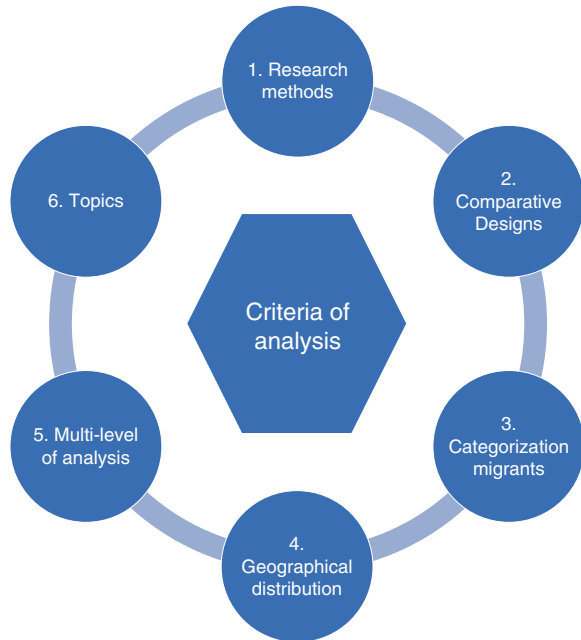 1. Research
methods
2.
Comparative
Designs
3.
Categorization
migrants
4.
Geographical
distribution
5. Multi-level
of analysis
6. Topics
Criteria of
analysis